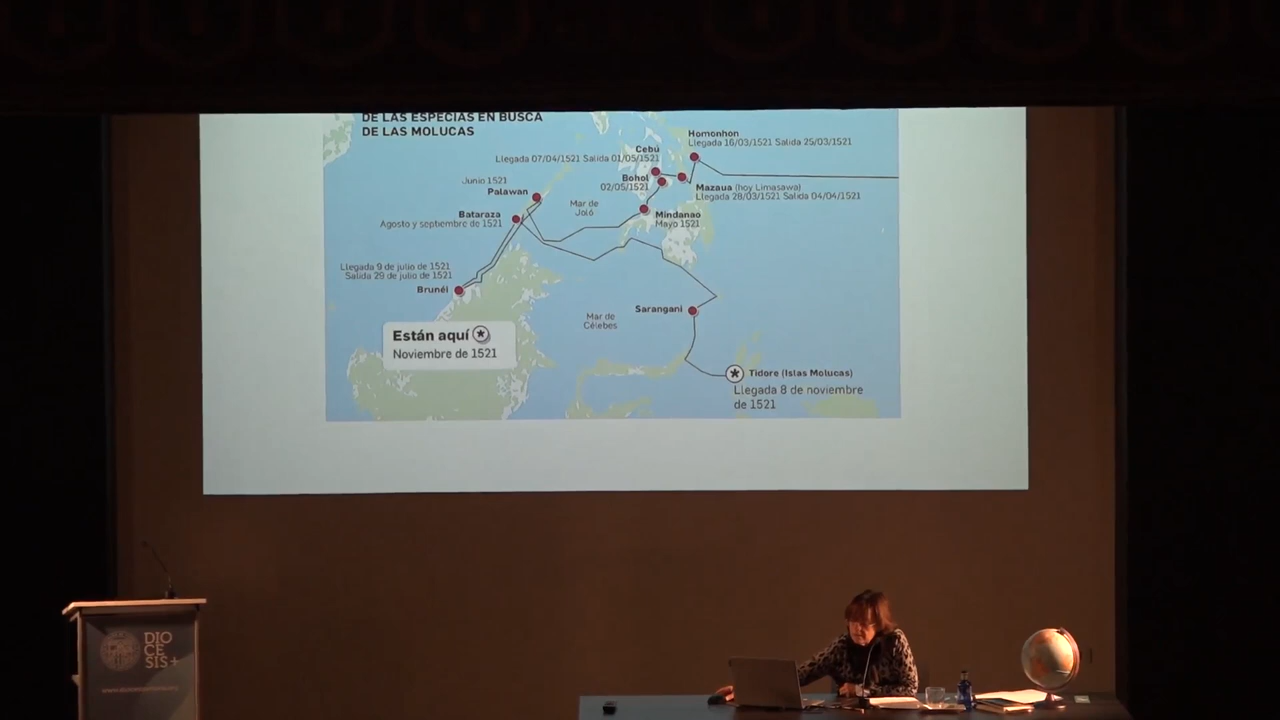 DE LAS ESPECIAS EN BUSCA
DE LAS MOLUCAS
Homonhon
Llegada 16/03/1521 Salida 25/03/1521
Cebú
Llegada 07/04/1521 Salida 01/05/1521
Bohol
02/05/1521
Mazaua (hoy Limasawa)
Llegada 28/03/1521 Salida 04/04/1521
Junio 1521
Palawan
Mar de
Joló
Mindanao
Mayo 1521
Bataraza
Agosto y septiembre de 1521
Llegada 9 de julio de 1521
Salida 29 de julio de 1521
Brunéi
Sarangani
Mar de
Célebes
Están aquí
Noviembre de 1521
Tidore (Islas Molucas)
Llegada 8 de noviembre
de 1521
DIO
CE
SIS+